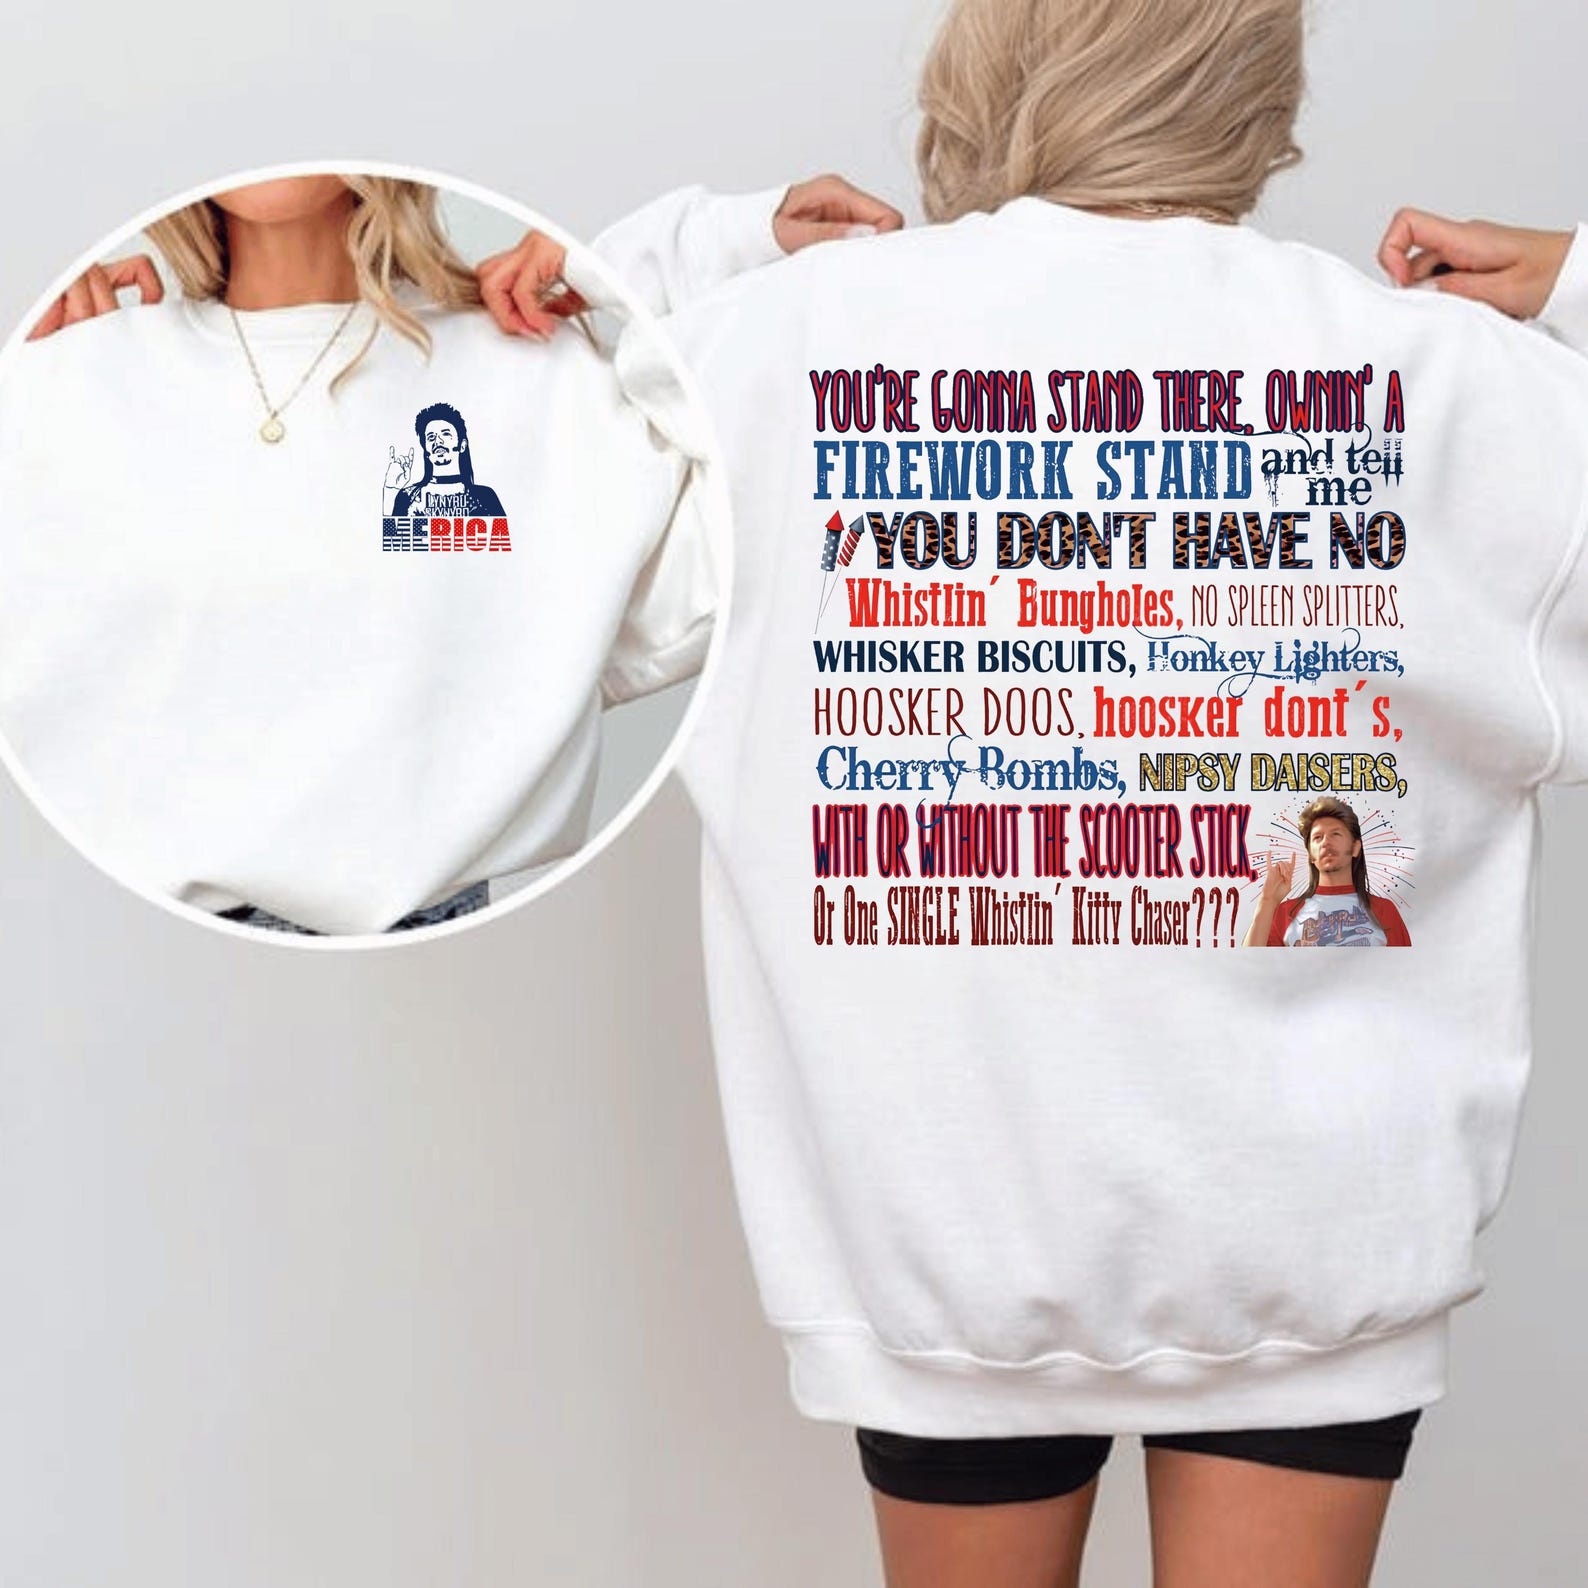 LYNYRD
SKYNYRD
MERICA
YOU'RE GONNA STAND THERE, OWNIN' A
FIREWORK STAND and tell
me
YOU DON'T HAVE NO
Whistlin´ Bungholes, NO SPLEEN SPLITTERS,
WHISKER BISCUITS, Honkey Lighters,
HOOSKER DOOS, hoosker dont´s,
Cherry Bombs, NIPSY DAISERS,
WITH OR WITHOUT THE SCOOTER STICK,
Or One SINGLE Whistlin´ Kitty Chaser???